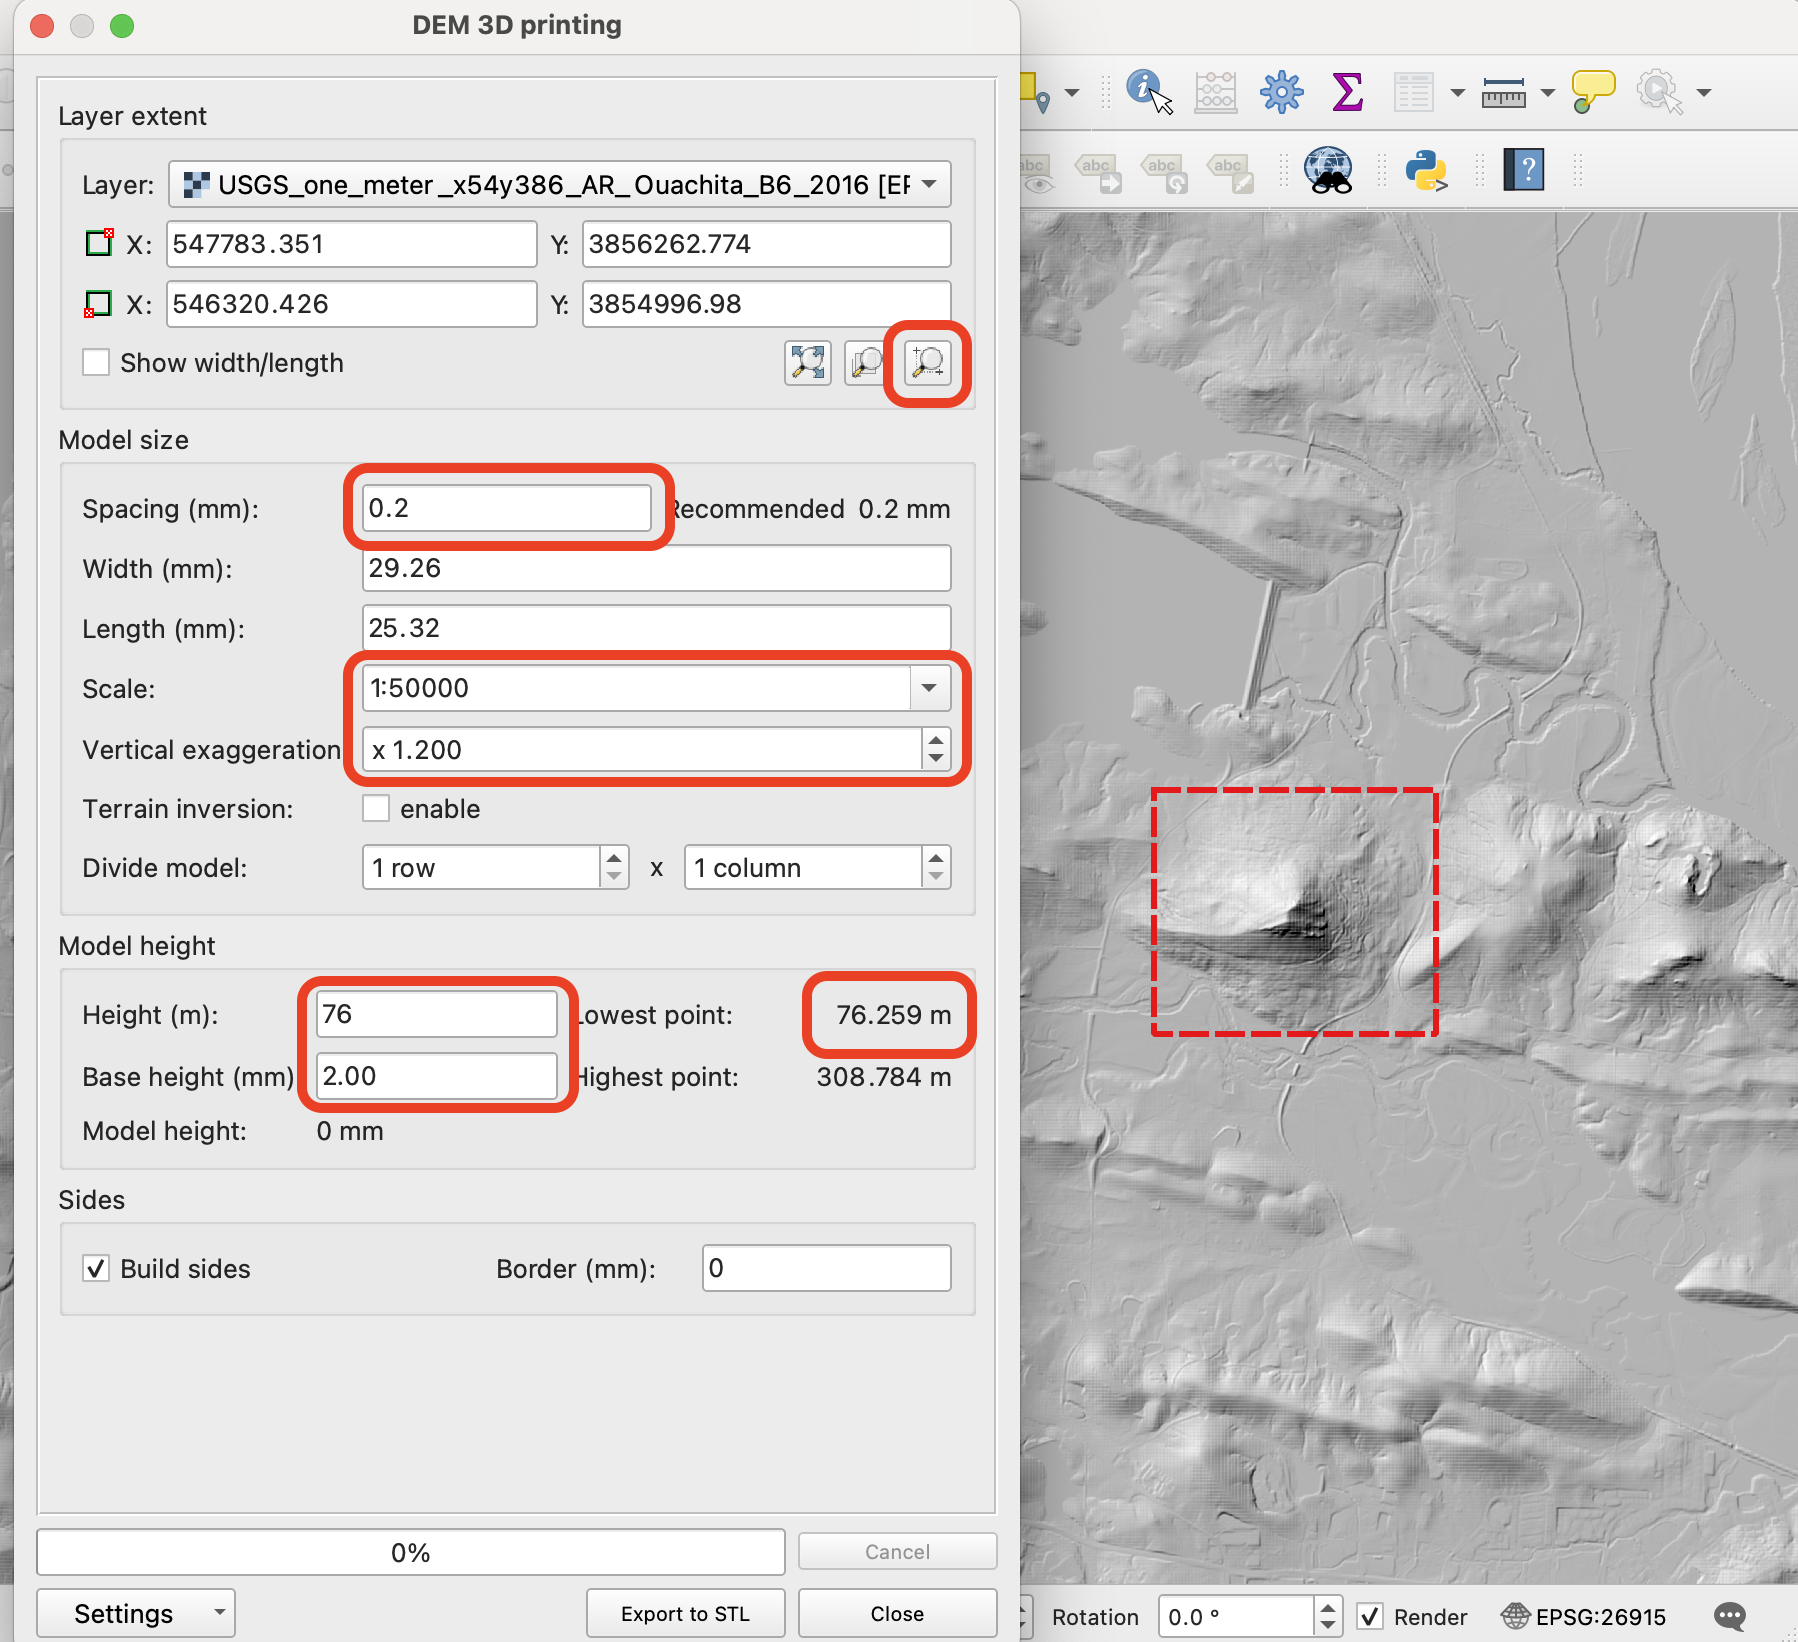 DEM 3D printing
Layer extent
Layer: USGS_one_meter_x54y386_AR_Ouachita_B6_2016 [EF
X: 547783.351 Y: 3856262.774
X: 546320.426 Y: 3854996.98
Show width/length
Model size
Spacing (mm): 0.2 Recommended 0.2 mm
Width (mm): 29.26
Length (mm): 25.32
Scale: 1:50000
Vertical exaggeration x 1.200
Terrain inversion: enable
Divide model: 1 row x 1 column
Model height
Height (m): 76 Lowest point: 76.259 m
Base height (mm) 2.00 Highest point: 308.784 m
Model height: 0 mm
Sides
Build sides Border (mm): 0
0% Cancel
Settings Export to STL Close
abc abc abc abc
Rotation 0.0 ° Render EPSG:26915